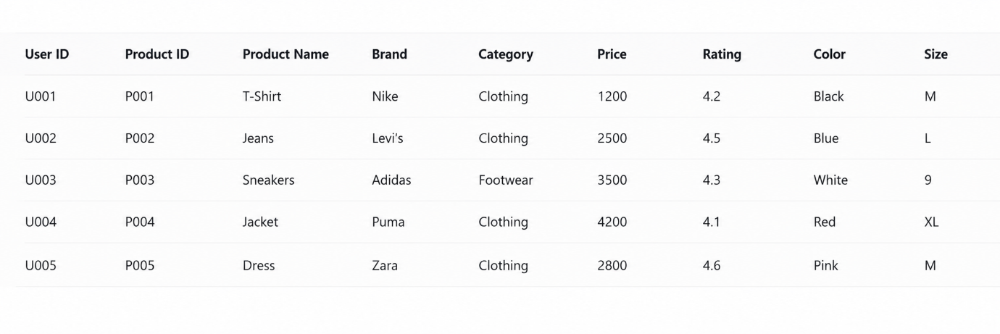 User ID Product ID Product Name Brand Category Price Rating Color Size
U001 P001 T-Shirt Nike Clothing 1200 4.2 Black M
U002 P002 Jeans Levi's Clothing 2500 4.5 Blue L
U003 P003 Sneakers Adidas Footwear 3500 4.3 White 9
U004 P004 Jacket Puma Clothing 4200 4.1 Red XL
U005 P005 Dress Zara Clothing 2800 4.6 Pink M